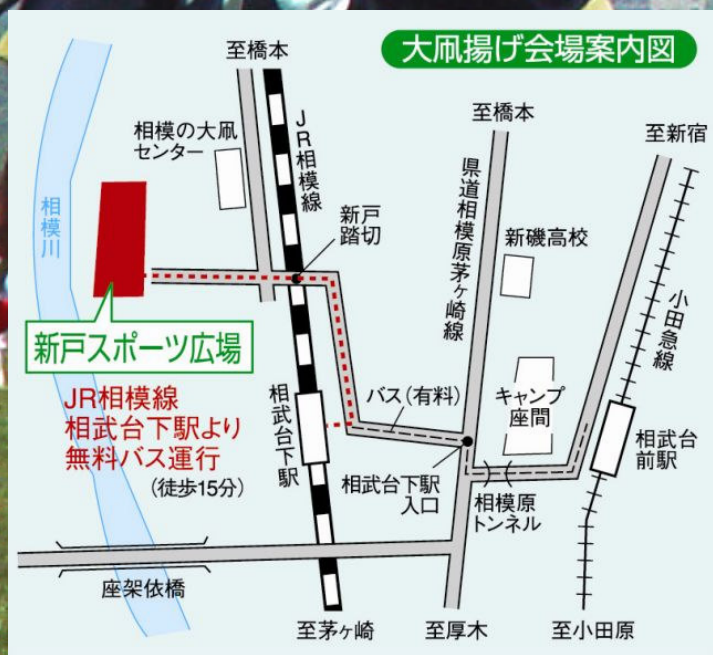 大凧揚げ会場案内図
至橋本
至橋本
至新宿
相模の大凧
センター
JR相模線
新戸
踏切
県道相模原茅ヶ崎線
新磯高校
相模川
小田急線
新戸スポーツ広場
JR相模線
相武台下駅より
無料バス運行
(徒歩15分)
相武台下駅
バス(有料)
キャンプ
座間
相武台
前駅
相武台下駅
入口
相模原
トンネル
座架依橋
至茅ヶ崎
至厚木
至小田原